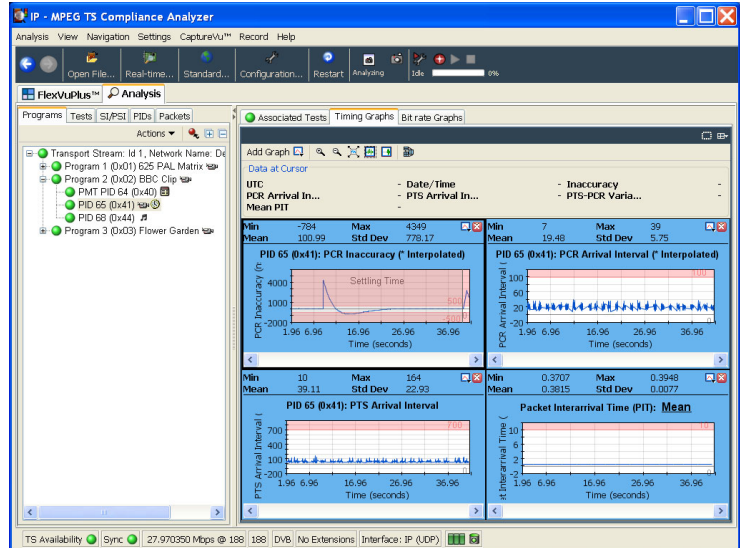 IP - MPEG TS Compliance Analyzer
Analysis View Navigation Settings CaptureVu™ Record Help
Open File... Real-time... Standard... Configuration... Restart Analyzing Idle 0%
FlexVuPlus™ Analysis
Programs Tests SI/PSI PIDs Packets
Actions
Transport Stream: Id 1, Network Name: De
Program 1 (0x01) 625 PAL Matrix
Program 2 (0x02) BBC Clip
PMT PID 64 (0x40)
PID 65 (0x41)
PID 68 (0x44)
Program 3 (0x03) Flower Garden
Associated Tests Timing Graphs Bit rate Graphs
Add Graph
Data at Cursor
UTC - Date/Time - Inaccuracy -
PCR Arrival In... - PTS Arrival In... - PTS-PCR Varia... -
Mean PIT -
Min -784 Max 4349
Mean 100.99 Std Dev 778.17
PID 65 (0x41): PCR Inaccuracy (* Interpolated)
PCR Inaccuracy (n
Settling Time
4000
1000
-2000
500
-500
0
1.96 6.96 16.96 26.96 36.96
Time (seconds)
Min 7 Max 39
Mean 19.48 Std Dev 5.75
PID 65 (0x41): PCR Arrival Interval (* Interpolated)
PCR Arrival Interval (
100
60
20
-20
100
0
1.96 6.96 16.96 26.96 36.96
Time (seconds)
Min 10 Max 164
Mean 39.11 Std Dev 22.93
PID 65 (0x41): PTS Arrival Interval
PTS Arrival Interval (
700
400
100
-200
700
0
1.96 6.96 16.96 26.96 36.96
Time (seconds)
Min 0.3707 Max 0.3948
Mean 0.3815 Std Dev 0.0077
Packet Interarrival Time (PIT): Mean
et Interarrival Time (
10
6
2
-2
10
0
1.96 6.96 16.96 26.96 36.96
Time (seconds)
TS Availability Sync 27.970350 Mbps @ 188 188 DVB No Extensions Interface: IP (UDP)